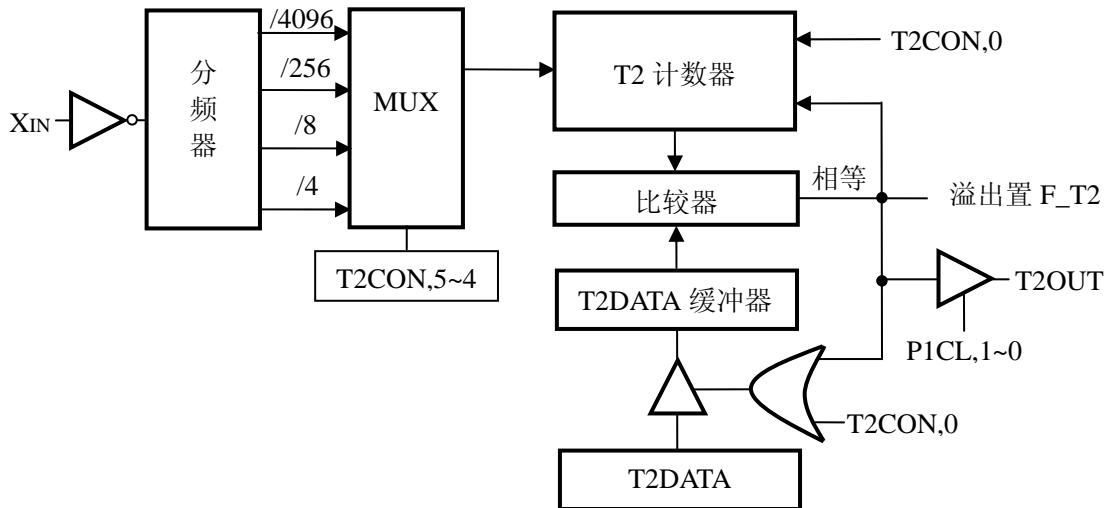 /4096
/256
/8
/4
XIN
分频器
MUX
T2CON,5~4
T2 计数器
T2CON,0
比较器
相等
溢出置 F_T2
T2DATA 缓冲器
T2OUT
P1CL,1~0
T2CON,0
T2DATA